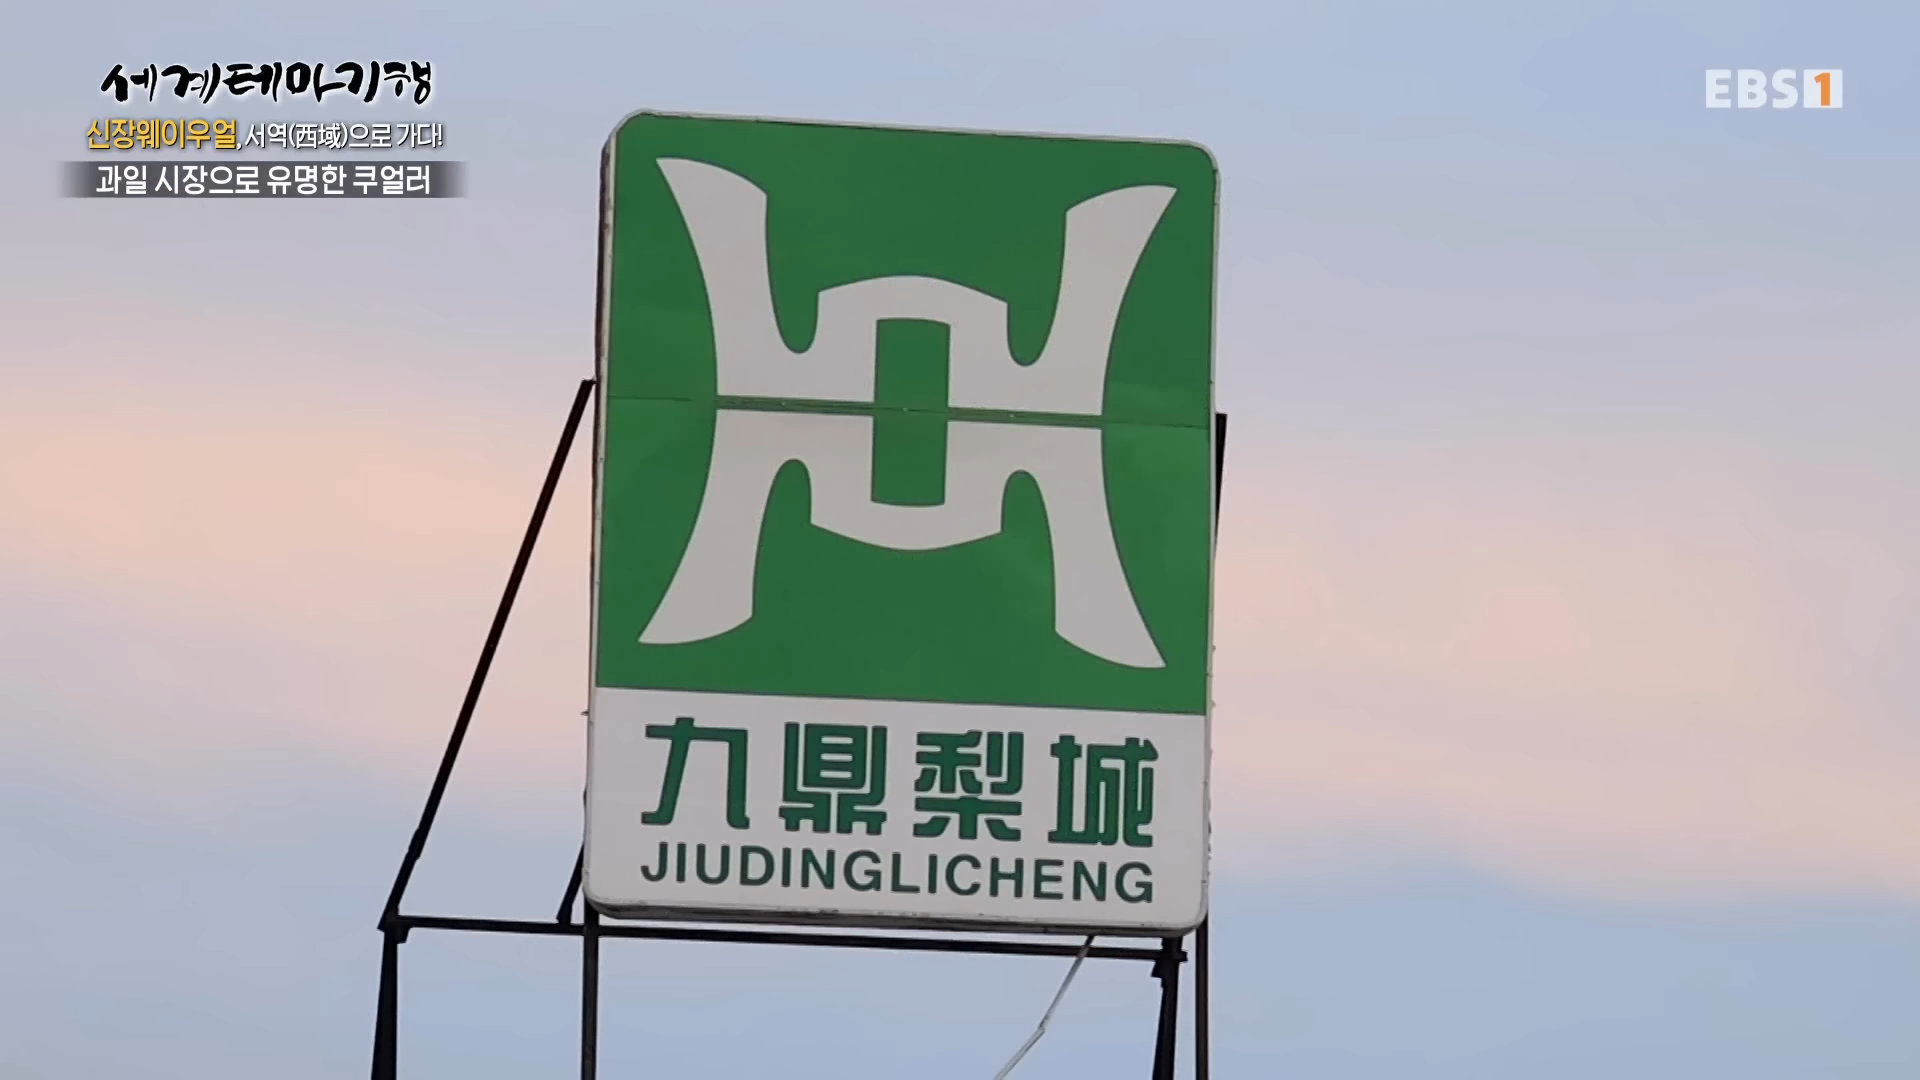 세계테마기행
신장웨이우얼, 서역(西域)으로 가다!
과일 시장으로 유명한 쿠얼러
EBS1
九鼎梨城
JIUDINGLICHENG